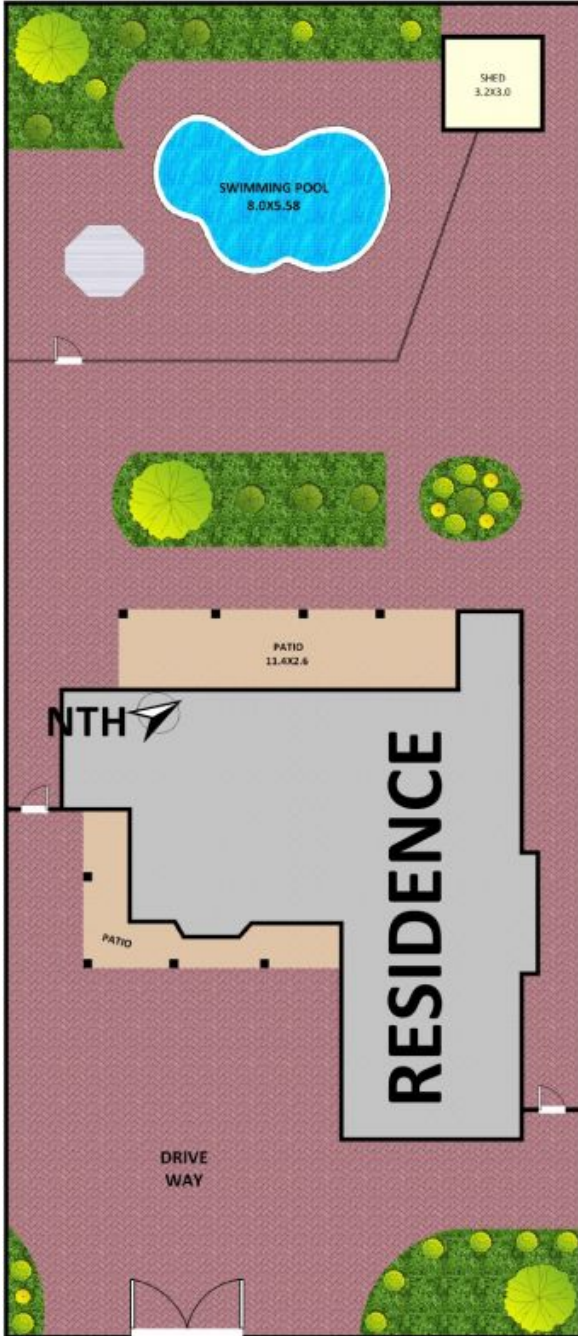 SHED
3.2X3.0
SWIMMING POOL
8.0X5.58
PATIO
11.4X2.6
NTH
RESIDENCE
PATIO
DRIVE
WAY